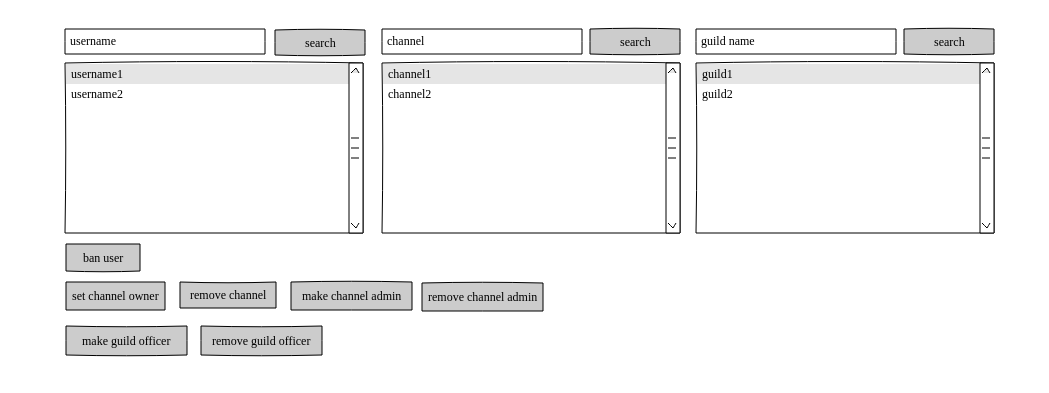 username
search
channel
search
guild name
search
username1
username2
channel1
channel2
guild1
guild2
ban user
set channel owner
remove channel
make channel admin
remove channel admin
make guild officer
remove guild officer